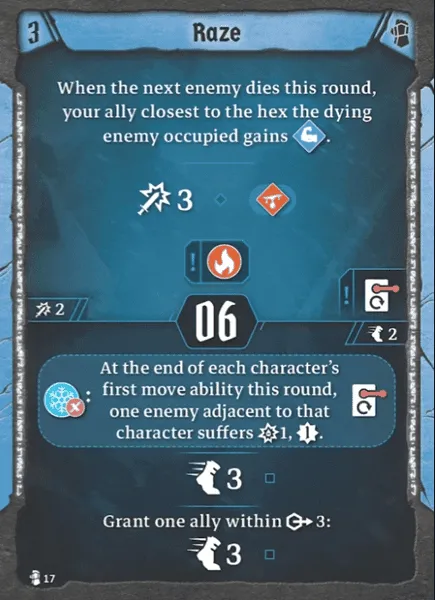 3
Raze
When the next enemy dies this round,
your ally closest to the hex the dying
enemy occupied gains .
3
!
!
2
06
2
:
At the end of each character's
first move ability this round,
one enemy adjacent to that
character suffers 1, .
3
Grant one ally within 3:
3
17